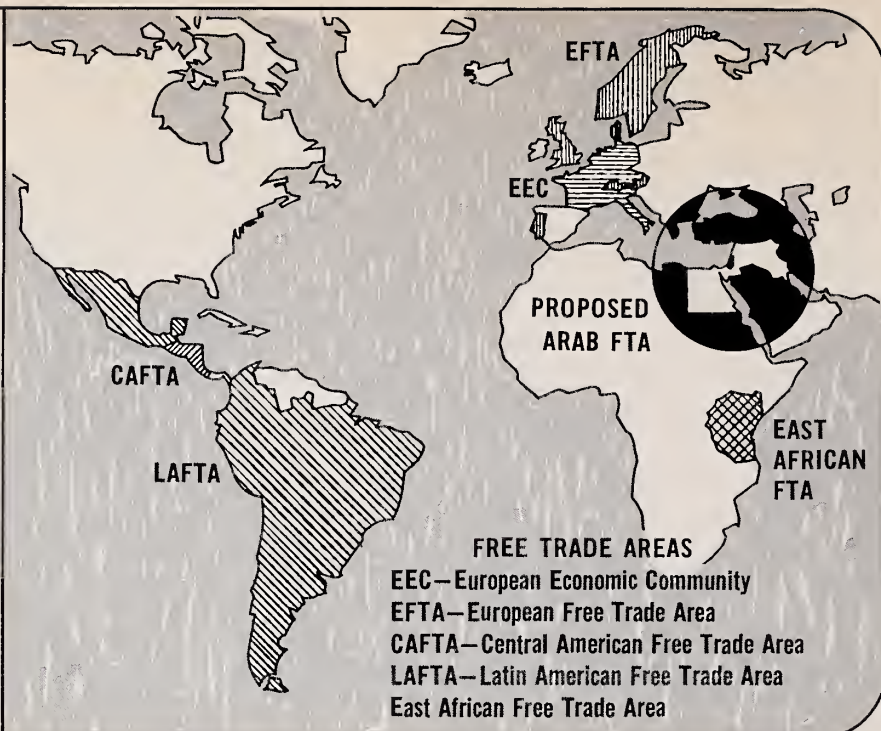 EFTA
EEC
PROPOSED
ARAB FTA
CAFTA
LAFTA
EAST
AFRICAN
FTA
FREE TRADE AREAS
EEC—European Economic Community
EFTA—European Free Trade Area
CAFTA—Central American Free Trade Area
LAFTA—Latin American Free Trade Area
East African Free Trade Area